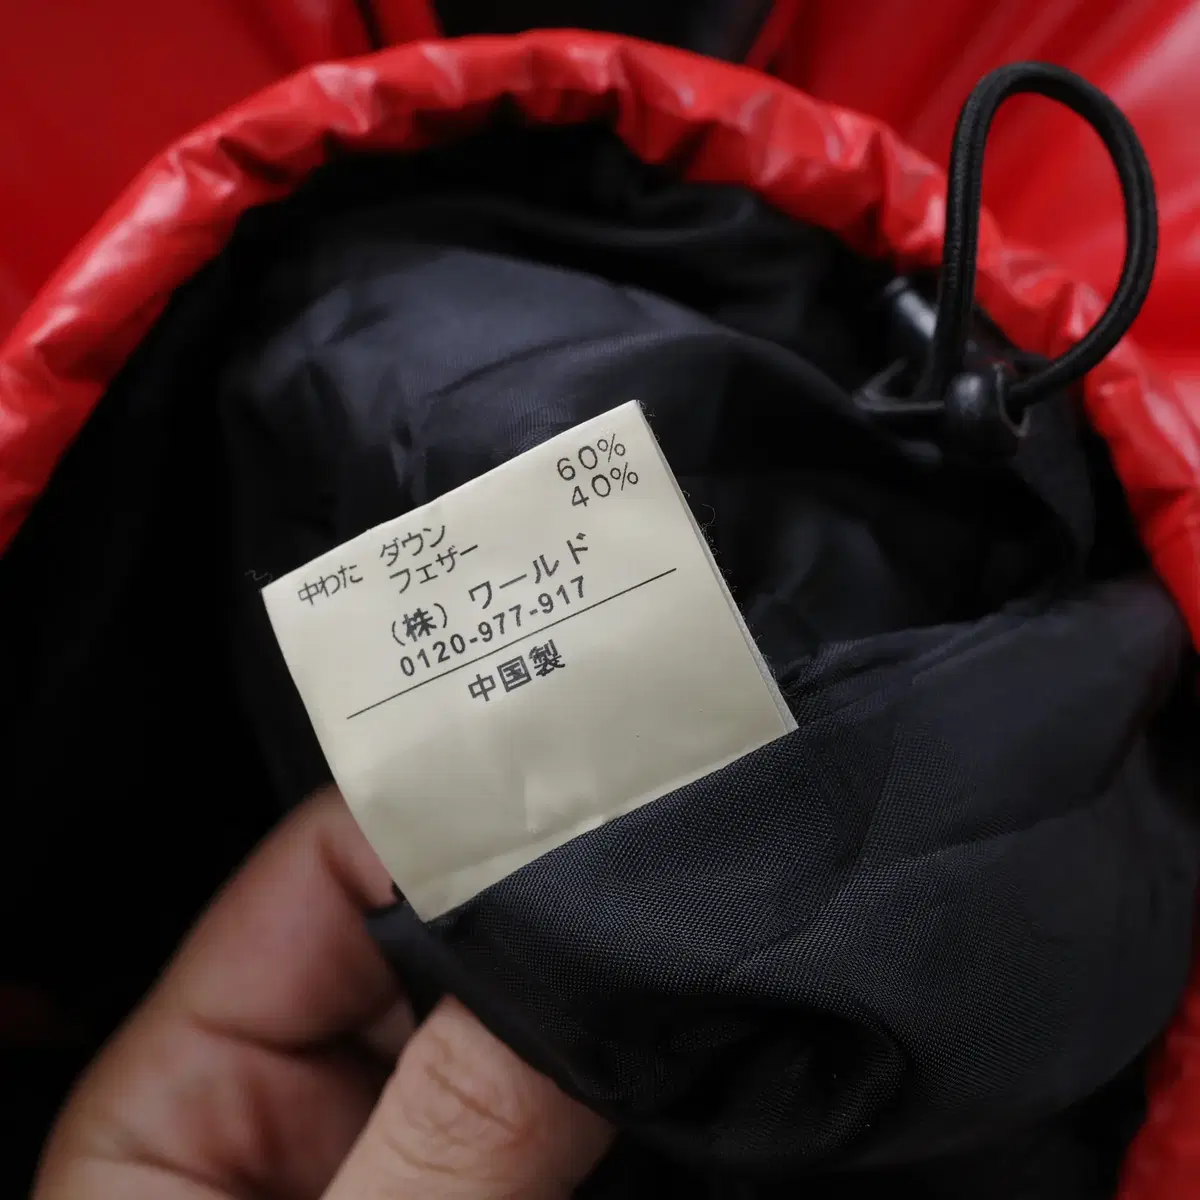 中わた ダウン 60%
フェザー 40%
(株) ワールド
0120-977-917
中国製